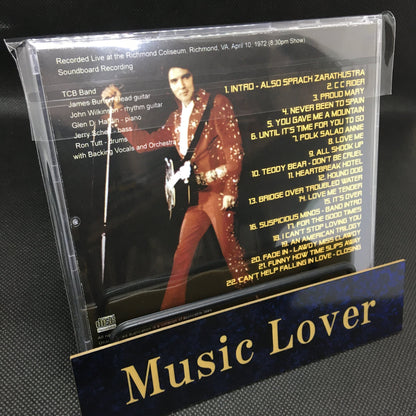 Recorded Live at the Richmond Coliseum, Richmond, VA. April 10, 1972 (8:30pm Show)
Soundboard Recording
TCB Band
James Burton - lead guitar
John Wilkinson - rhythm guitar
Glen D. Hardin - piano
Jerry Scheff - bass
Ron Tutt - drums
with Backing Vocals and Orchestra
1. INTRO - ALSO SPRACH ZARATHUSTRA
2. C C RIDER
3. PROUD MARY
4. NEVER BEEN TO SPAIN
5. YOU GAVE ME A MOUNTAIN
6. UNTIL IT'S TIME FOR YOU TO GO
7. POLK SALAD ANNIE
8. LOVE ME
9. ALL SHOOK UP
10. TEDDY BEAR - DON'T BE CRUEL
11. HEARTBREAK HOTEL
12. HOUND DOG
13. BRIDGE OVER TROUBLED WATER
14. LOVE ME TENDER
15. IT'S OVER
16. SUSPICIOUS MINDS - BAND INTRO
17. FOR THE GOOD TIMES
18. I CAN'T STOP LOVING YOU
19. AN AMERICAN TRILOGY
20. FADE IN - LAWDY MISS CLAWDY
21. FUNNY HOW TIME SLIPS AWAY
22. CAN'T HELP FALLING IN LOVE - CLOSING
Music Lover